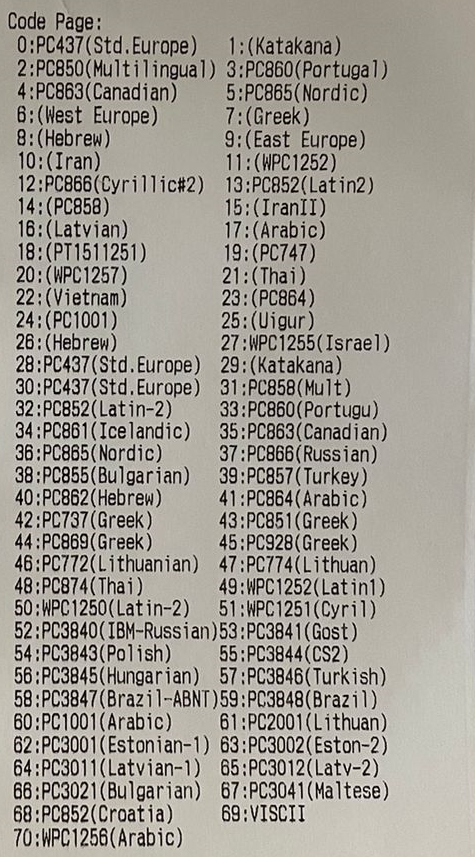 Code Page:
0:PC437(Std.Europe) 1:(Katakana)
2:PC850(Multilingual) 3:PC860(Portugal)
4:PC863(Canadian) 5:PC865(Nordic)
6:(West Europe) 7:(Greek)
8:(Hebrew) 9:(East Europe)
10:(Iran) 11:(WPC1252)
12:PC866(Cyrillic#2) 13:PC852(Latin2)
14:(PC858) 15:(IranII)
16:(Latvian) 17:(Arabic)
18:(PT1511251) 19:(PC747)
20:(WPC1257) 21:(Thai)
22:(Vietnam) 23:(PC864)
24:(PC1001) 25:(Uigur)
26:(Hebrew) 27:WPC1255(Israel)
28:PC437(Std.Europe) 29:(Katakana)
30:PC437(Std.Europe) 31:PC858(Mult)
32:PC852(Latin-2) 33:PC860(Portugu)
34:PC861(Icelandic) 35:PC863(Canadian)
36:PC865(Nordic) 37:PC866(Russian)
38:PC855(Bulgarian) 39:PC857(Turkey)
40:PC862(Hebrew) 41:PC864(Arabic)
42:PC737(Greek) 43:PC851(Greek)
44:PC869(Greek) 45:PC928(Greek)
46:PC772(Lithuanian) 47:PC774(Lithuan)
48:PC874(Thai) 49:WPC1252(Latin1)
50:WPC1250(Latin-2) 51:WPC1251(Cyril)
52:PC3840(IBM-Russian)53:PC3841(Gost)
54:PC3843(Polish) 55:PC3844(CS2)
56:PC3845(Hungarian) 57:PC3846(Turkish)
58:PC3847(Brazil-ABNT)59:PC3848(Brazil)
60:PC1001(Arabic) 61:PC2001(Lithuan)
62:PC3001(Estonian-1) 63:PC3002(Eston-2)
64:PC3011(Latvian-1) 65:PC3012(Latv-2)
66:PC3021(Bulgarian) 67:PC3041(Maltese)
68:PC852(Croatia) 69:VISCII
70:WPC1256(Arabic)